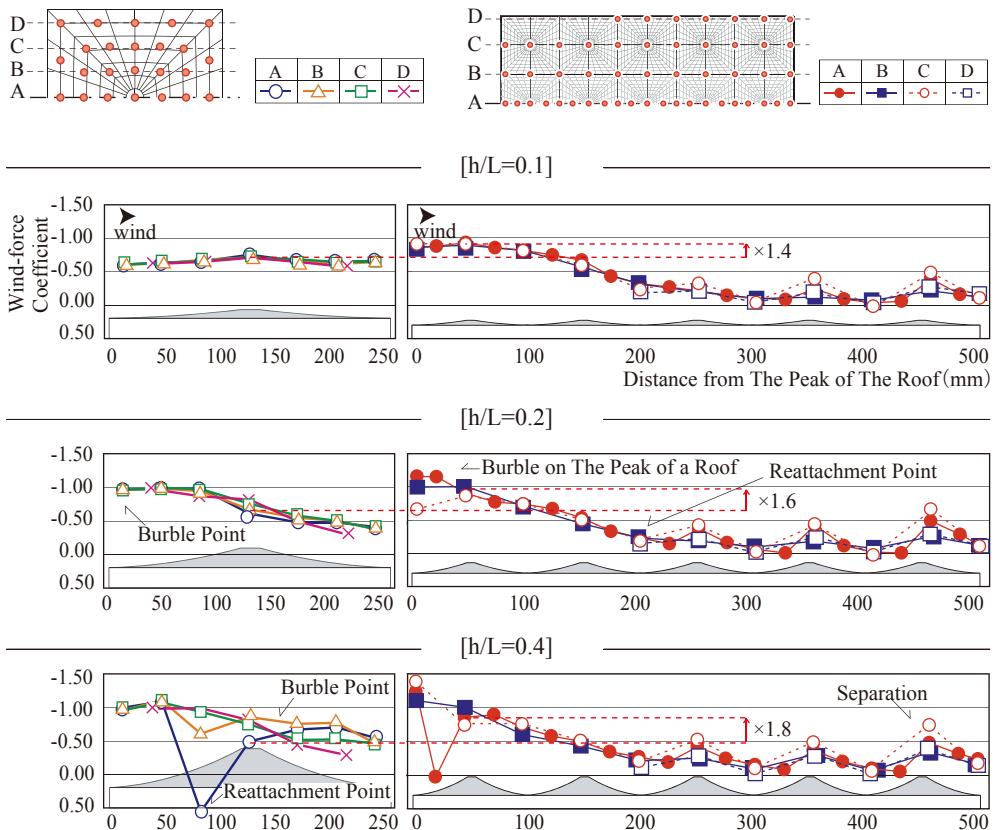 D
C
B
A
A B C D
D
C
B
A
A B C D
[h/L=0.1]
Wind-force
Coefficient
-1.50
-1.00
-0.50
0.00
0.50
wind
0 50 100 150 200 250
wind
×1.4
0 100 200 300 400 500
Distance from The Peak of The Roof(mm)
[h/L=0.2]
-1.50
-1.00
-0.50
0.00
0.50
Burble Point
0 50 100 150 200 250
Burble on The Peak of a Roof
Reattachment Point
×1.6
0 100 200 300 400 500
[h/L=0.4]
-1.50
-1.00
-0.50
0.00
0.50
Burble Point
Reattachment Point
0 50 100 150 200 250
Separation
×1.8
0 100 200 300 400 500